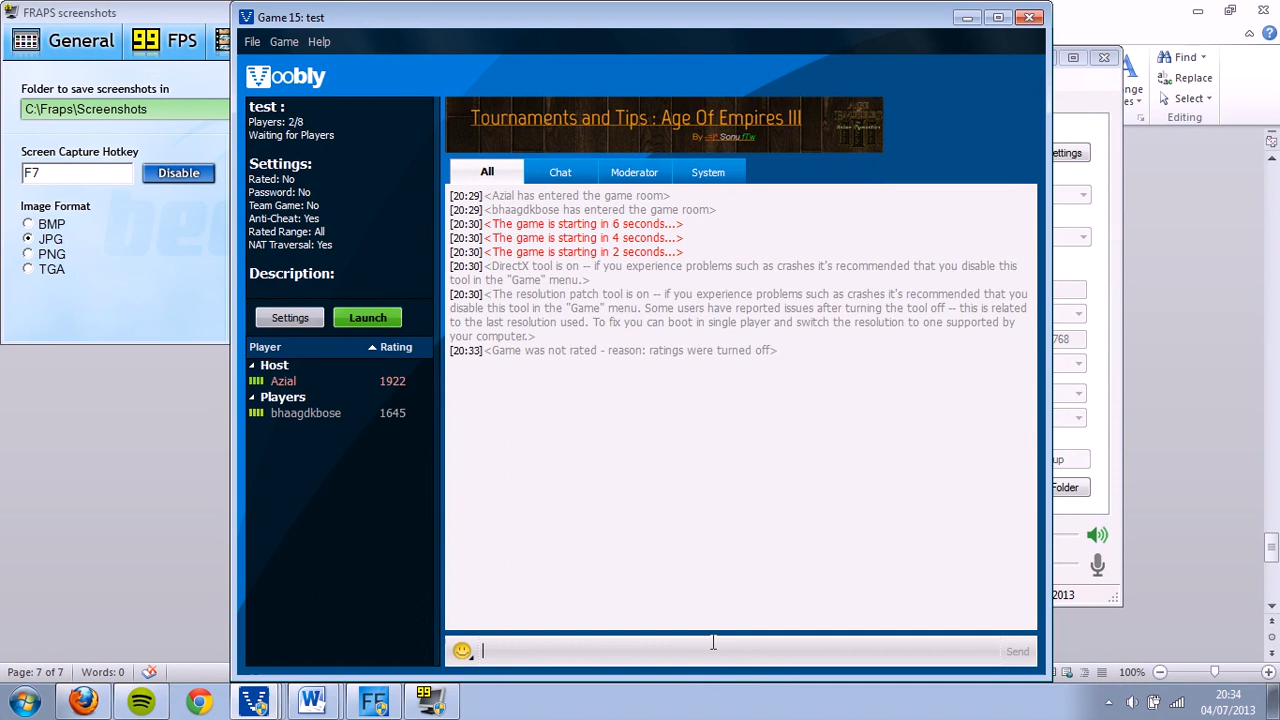 FRAPS screenshots
General
99 FPS
Folder to save screenshots in
C:\Fraps\Screenshots
Screen Capture Hotkey
F7
Disable
Image Format
BMP
JPG
PNG
TGA
Game 15: test
File Game Help
Voobly
test :
Players: 2/8
Waiting for Players
Settings:
Rated: No
Password: No
Team Game: No
Anti-Cheat: Yes
Rated Range: All
NAT Traversal: Yes
Description:
Settings Launch
Player Rating
Host
Azial 1922
Players
bhaagdkbose 1645
Tournaments and Tips : Age Of Empires III
All Chat Moderator System
[20:29]<Azial has entered the game room>
[20:29]<bhaagdkbose has entered the game room>
[20:30]<The game is starting in 6 seconds...>
[20:30]<The game is starting in 4 seconds...>
[20:30]<The game is starting in 2 seconds...>
[20:30]<DirectX tool is on -- if you experience problems such as crashes it's recommended that you disable this
tool in the "Game" menu.>
[20:30]<The resolution patch tool is on -- if you experience problems such as crashes it's recommended that you
disable this tool in the "Game" menu. Some users have reported issues after turning the tool off -- this is related
to the last resolution used. To fix you can boot in single player and switch the resolution to one supported by
your computer.>
[20:33]<Game was not rated - reason: ratings were turned off>
Send
Find
Replace
Select
Editing
nge
ettings
768
up
Folder
2013
Page: 7 of 7 Words: 0
100%
99
20:34
04/07/2013